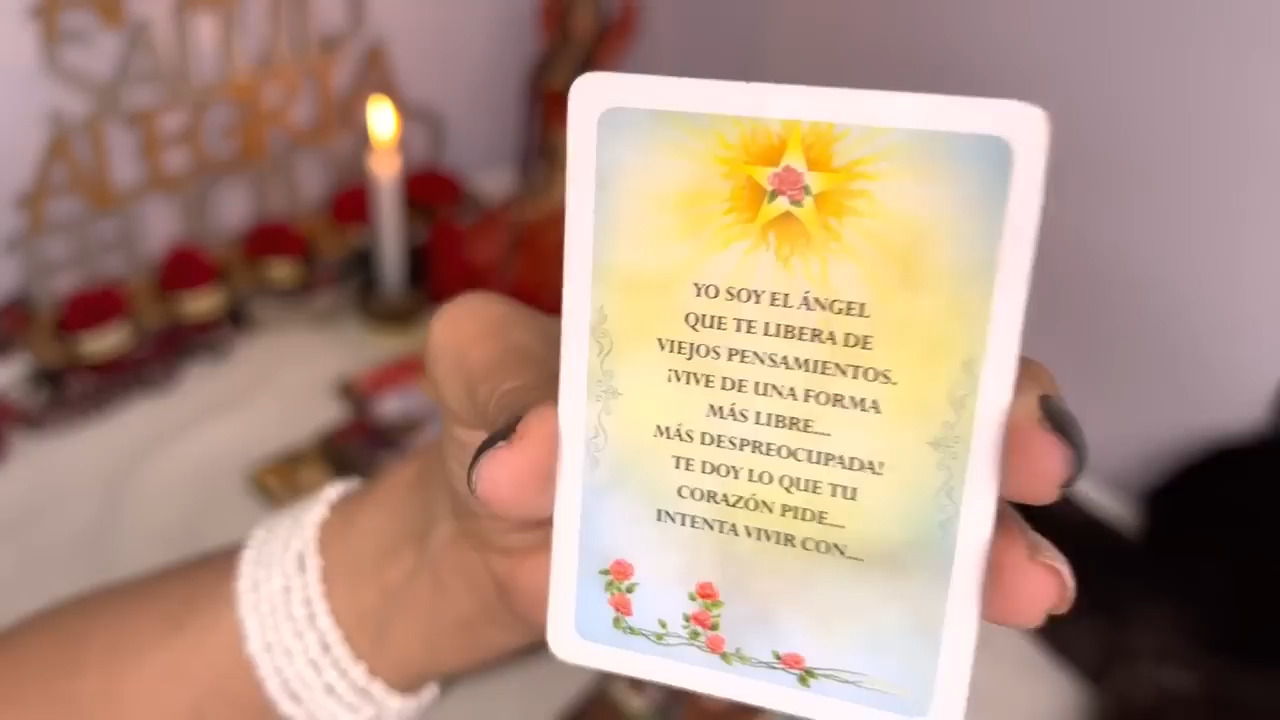 ALEGRIA
YO SOY EL ÁNGEL
QUE TE LIBERA DE
VIEJOS PENSAMIENTOS.
¡VIVE DE UNA FORMA
MÁS LIBRE....
MÁS DESPREOCUPADA!
TE DOY LO QUE TU
CORAZÓN PIDE....
INTENTA VIVIR CON....